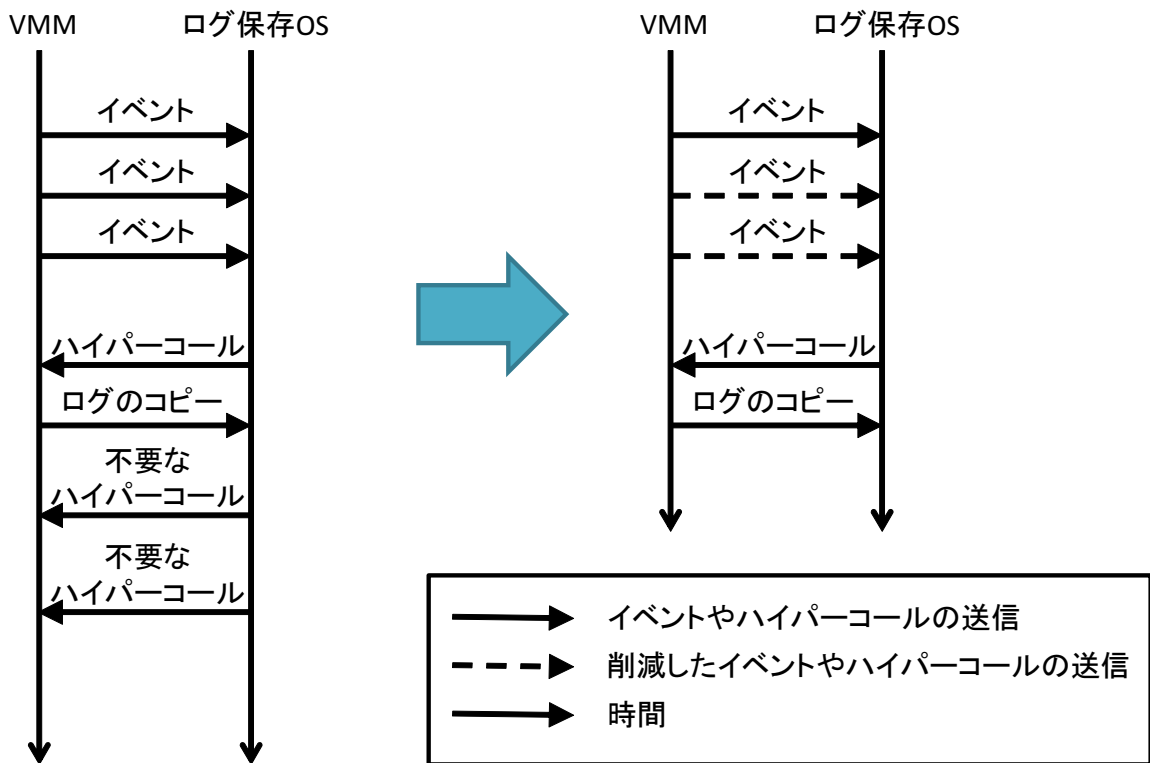 VMM
ログ保存OS
イベント
イベント
イベント
ハイパーコール
ログのコピー
不要な
ハイパーコール
不要な
ハイパーコール
VMM
ログ保存OS
イベント
イベント
イベント
ハイパーコール
ログのコピー
イベントやハイパーコールの送信
削減したイベントやハイパーコールの送信
時間